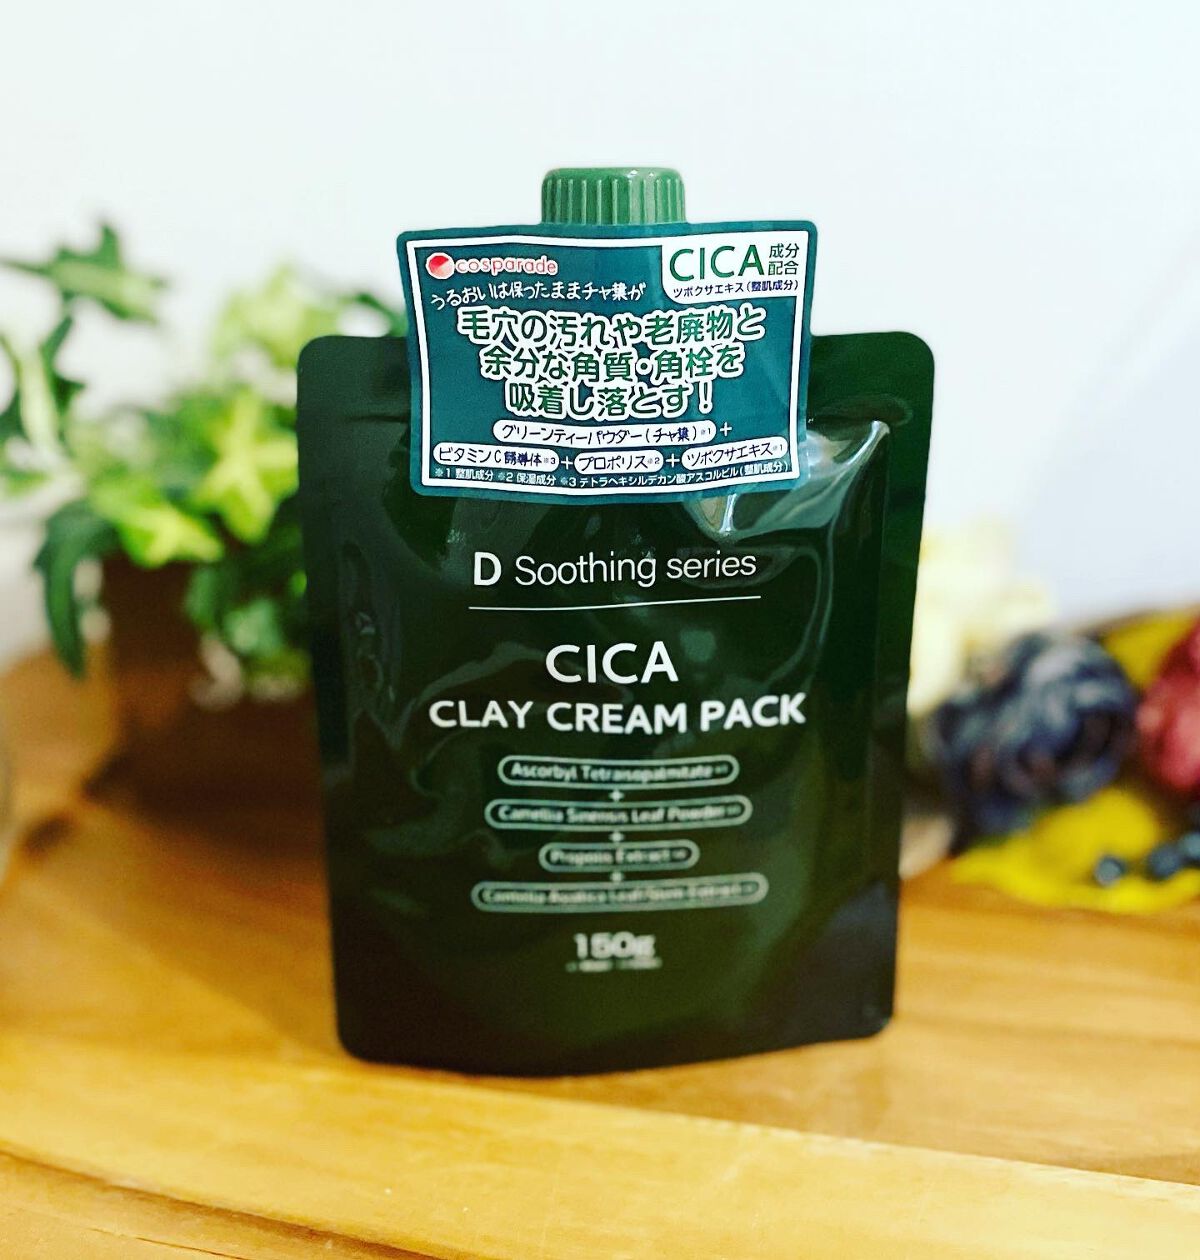 cosparade
CICA 成分配合
ツボクサエキス(整肌成分)
うるおいは保ったままチャ葉が
毛穴の汚れや老廃物と
余分な角質・角栓を
吸着し落とす!
グリーンティーパウダー(チャ葉)※1 +
ビタミンC誘導体※3 + プロポリス※2 + ツボクサエキス※1
※1 整肌成分 ※2 保湿成分 ※3 テトラヘキシルデカン酸アスコルビル(整肌成分)
D Soothing series
CICA
CLAY CREAM PACK
Ascorbyl Tetraisopalmitate
+
Camellia Sinensis Leaf Powder
+
Propolis Extract
+
Leaf/Stem Extract
150g